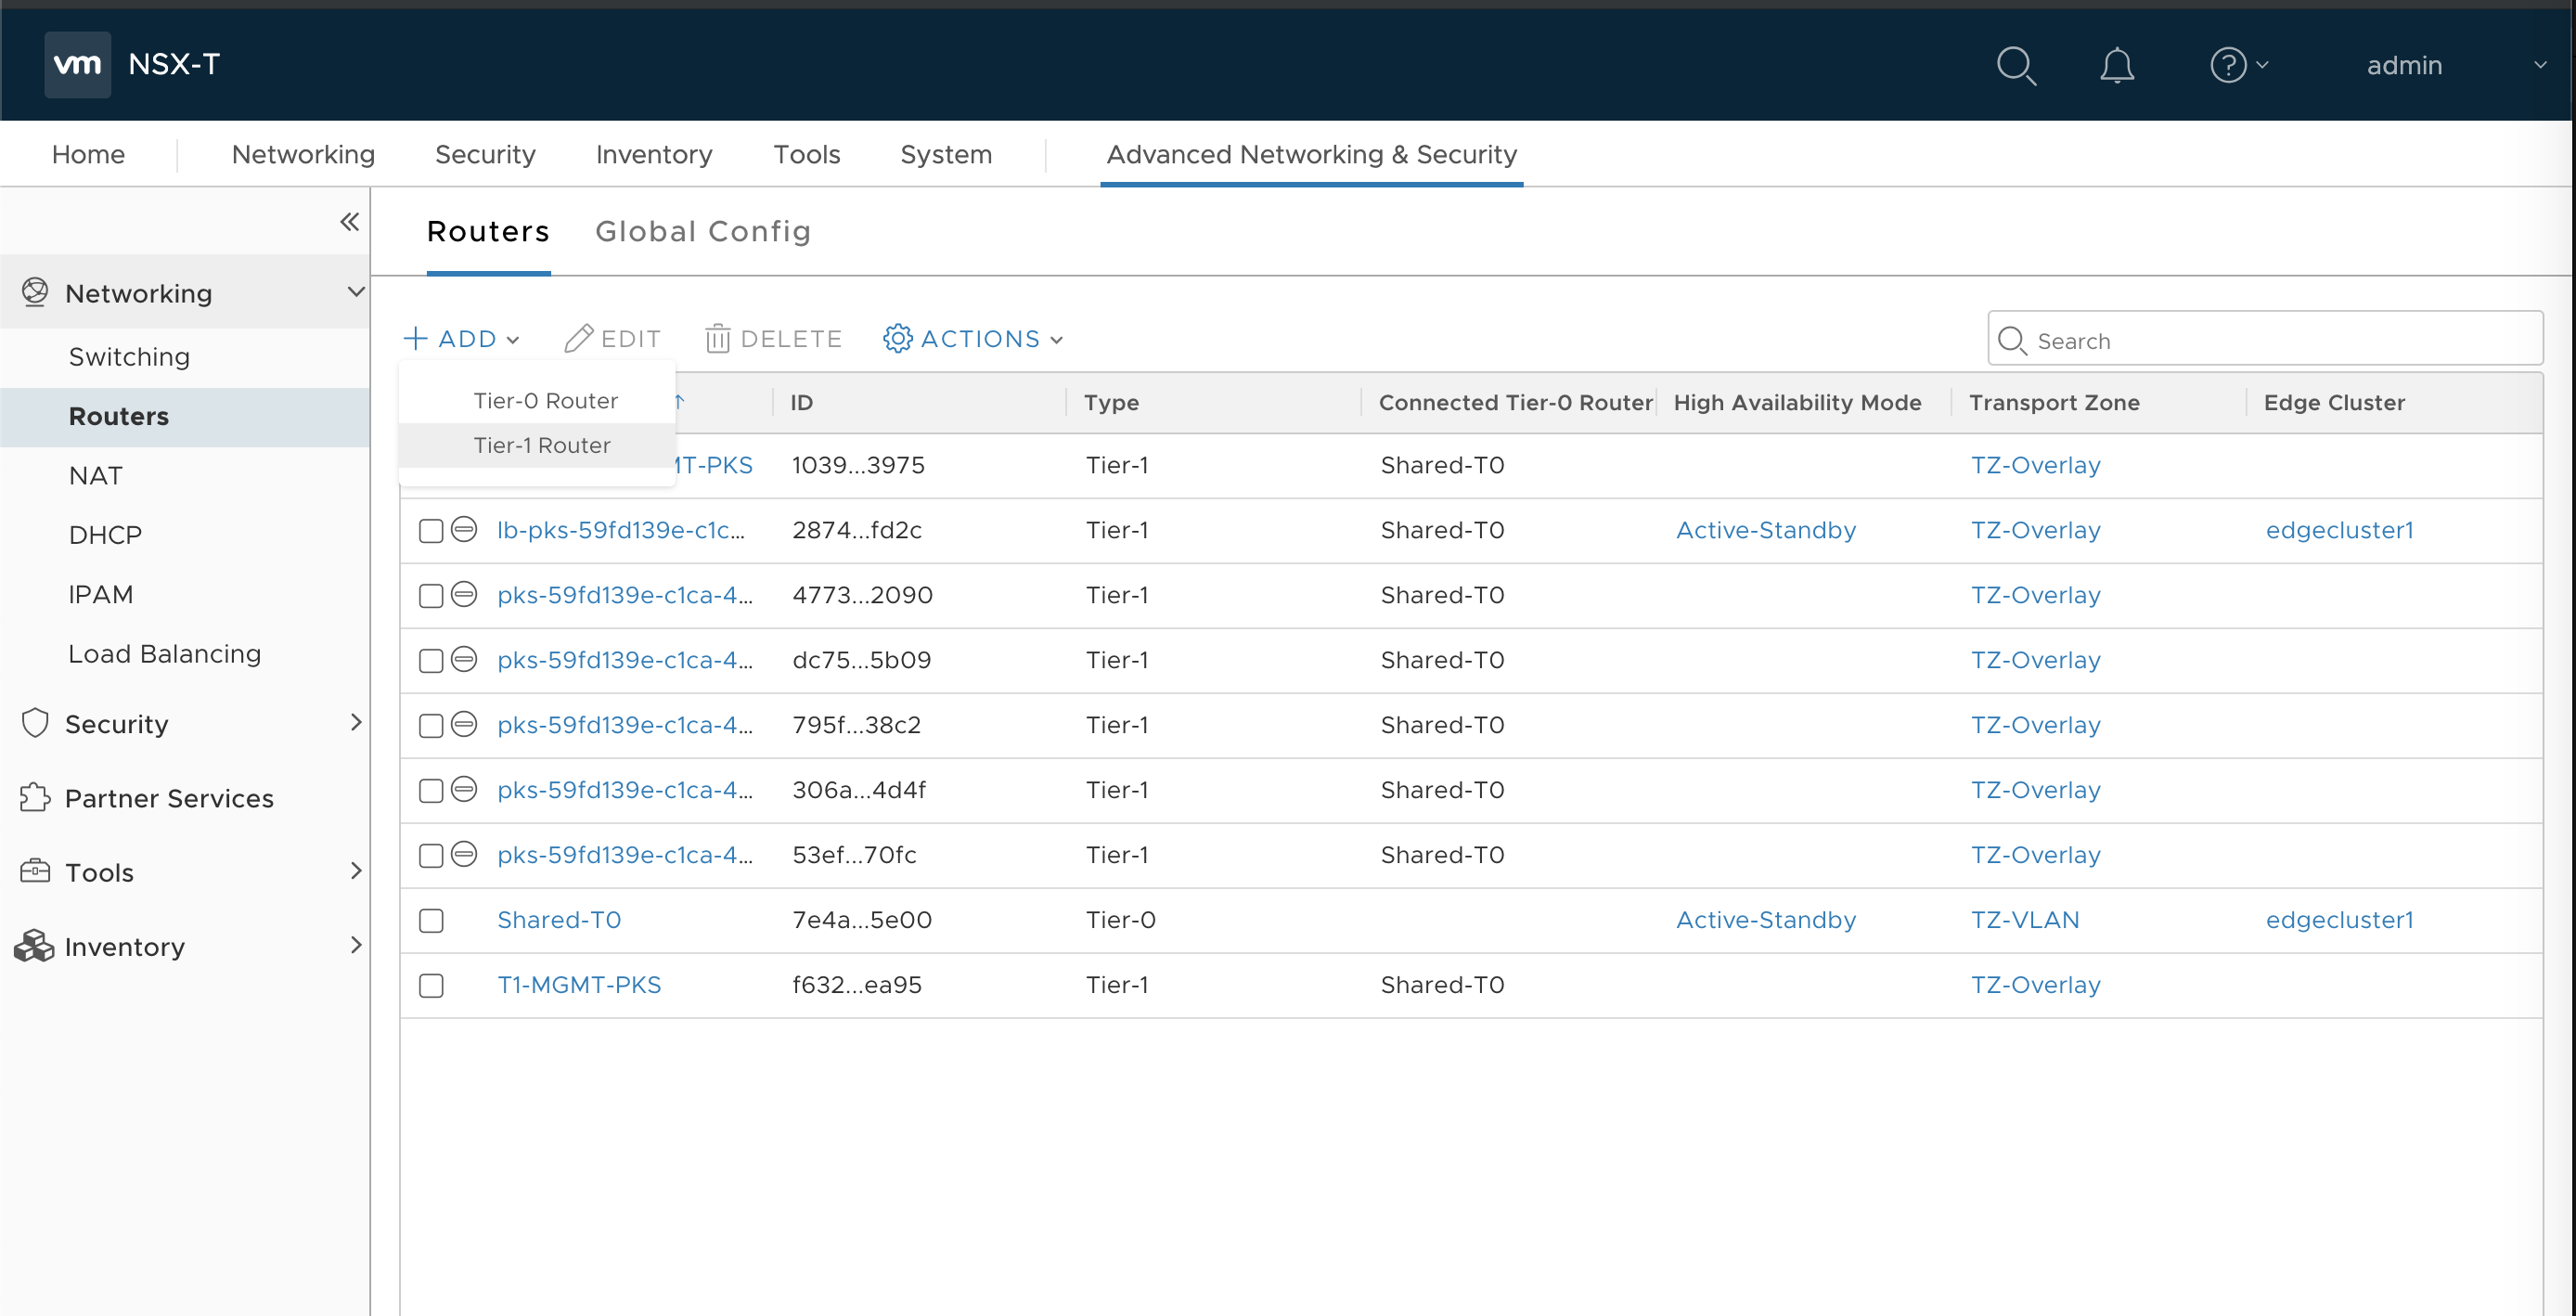 vm NSX-T admin
Home Networking Security Inventory Tools System Advanced Networking & Security
Routers Global Config
Networking
Switching
Routers
NAT
DHCP
IPAM
Load Balancing
Security
Partner Services
Tools
Inventory
ADD EDIT DELETE ACTIONS Search
Tier-0 Router
Tier-1 Router
ID Type Connected Tier-0 Router High Availability Mode Transport Zone Edge Cluster
MT-PKS 1039...3975 Tier-1 Shared-T0 TZ-Overlay
lb-pks-59fd139e-c1c... 2874...fd2c Tier-1 Shared-T0 Active-Standby TZ-Overlay edgecluster1
pks-59fd139e-c1ca-4... 4773...2090 Tier-1 Shared-T0 TZ-Overlay
pks-59fd139e-c1ca-4... dc75...5b09 Tier-1 Shared-T0 TZ-Overlay
pks-59fd139e-c1ca-4... 795f...38c2 Tier-1 Shared-T0 TZ-Overlay
pks-59fd139e-c1ca-4... 306a...4d4f Tier-1 Shared-T0 TZ-Overlay
pks-59fd139e-c1ca-4... 53ef...70fc Tier-1 Shared-T0 TZ-Overlay
Shared-T0 7e4a...5e00 Tier-0 Active-Standby TZ-VLAN edgecluster1
T1-MGMT-PKS f632...ea95 Tier-1 Shared-T0 TZ-Overlay